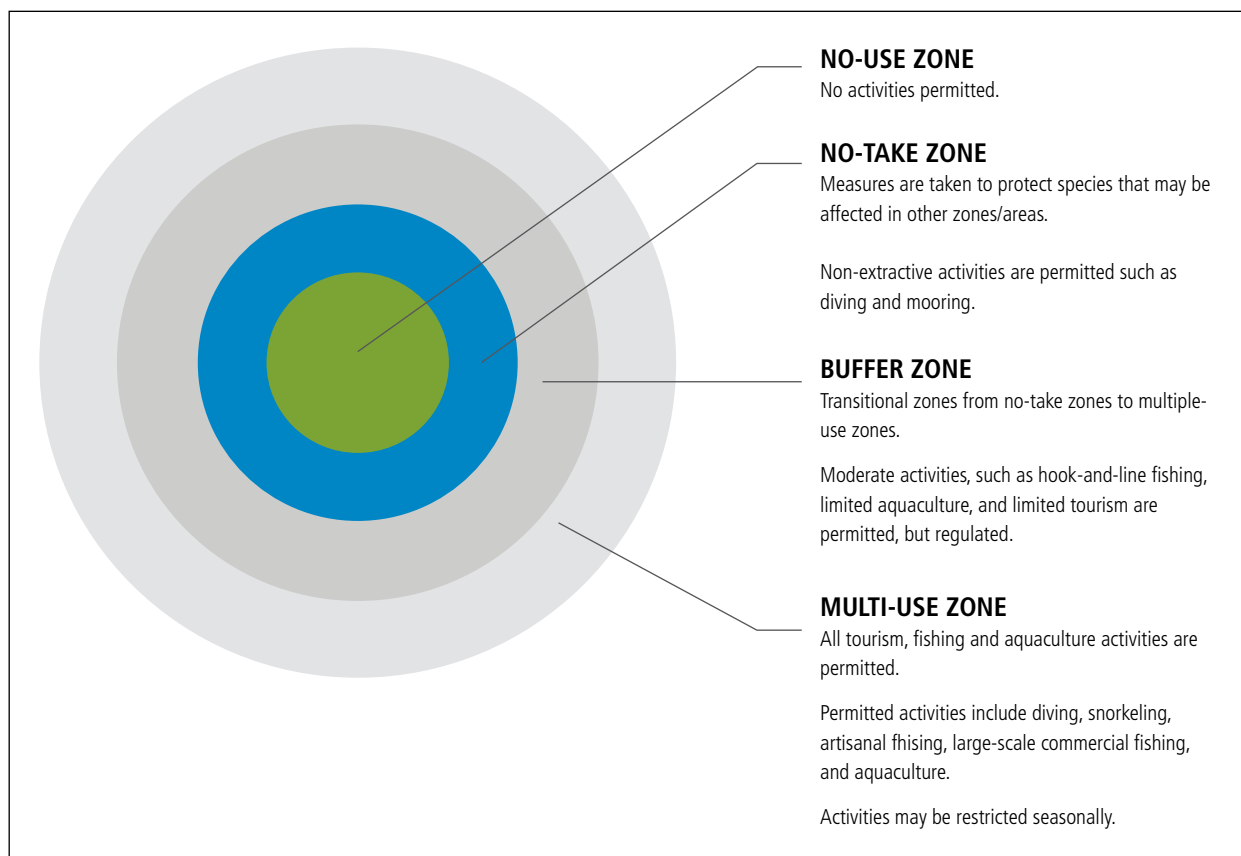 NO-USE ZONE
No activities permitted.
NO-TAKE ZONE
Measures are taken to protect species that may be
affected in other zones/areas.
Non-extractive activities are permitted such as
diving and mooring.
BUFFER ZONE
Transitional zones from no-take zones to multiple-
use zones.
Moderate activities, such as hook-and-line fishing,
limited aquaculture, and limited tourism are
permitted, but regulated.
MULTI-USE ZONE
All tourism, fishing and aquaculture activities are
permitted.
Permitted activities include diving, snorkeling,
artisanal fhising, large-scale commercial fishing,
and aquaculture.
Activities may be restricted seasonally.